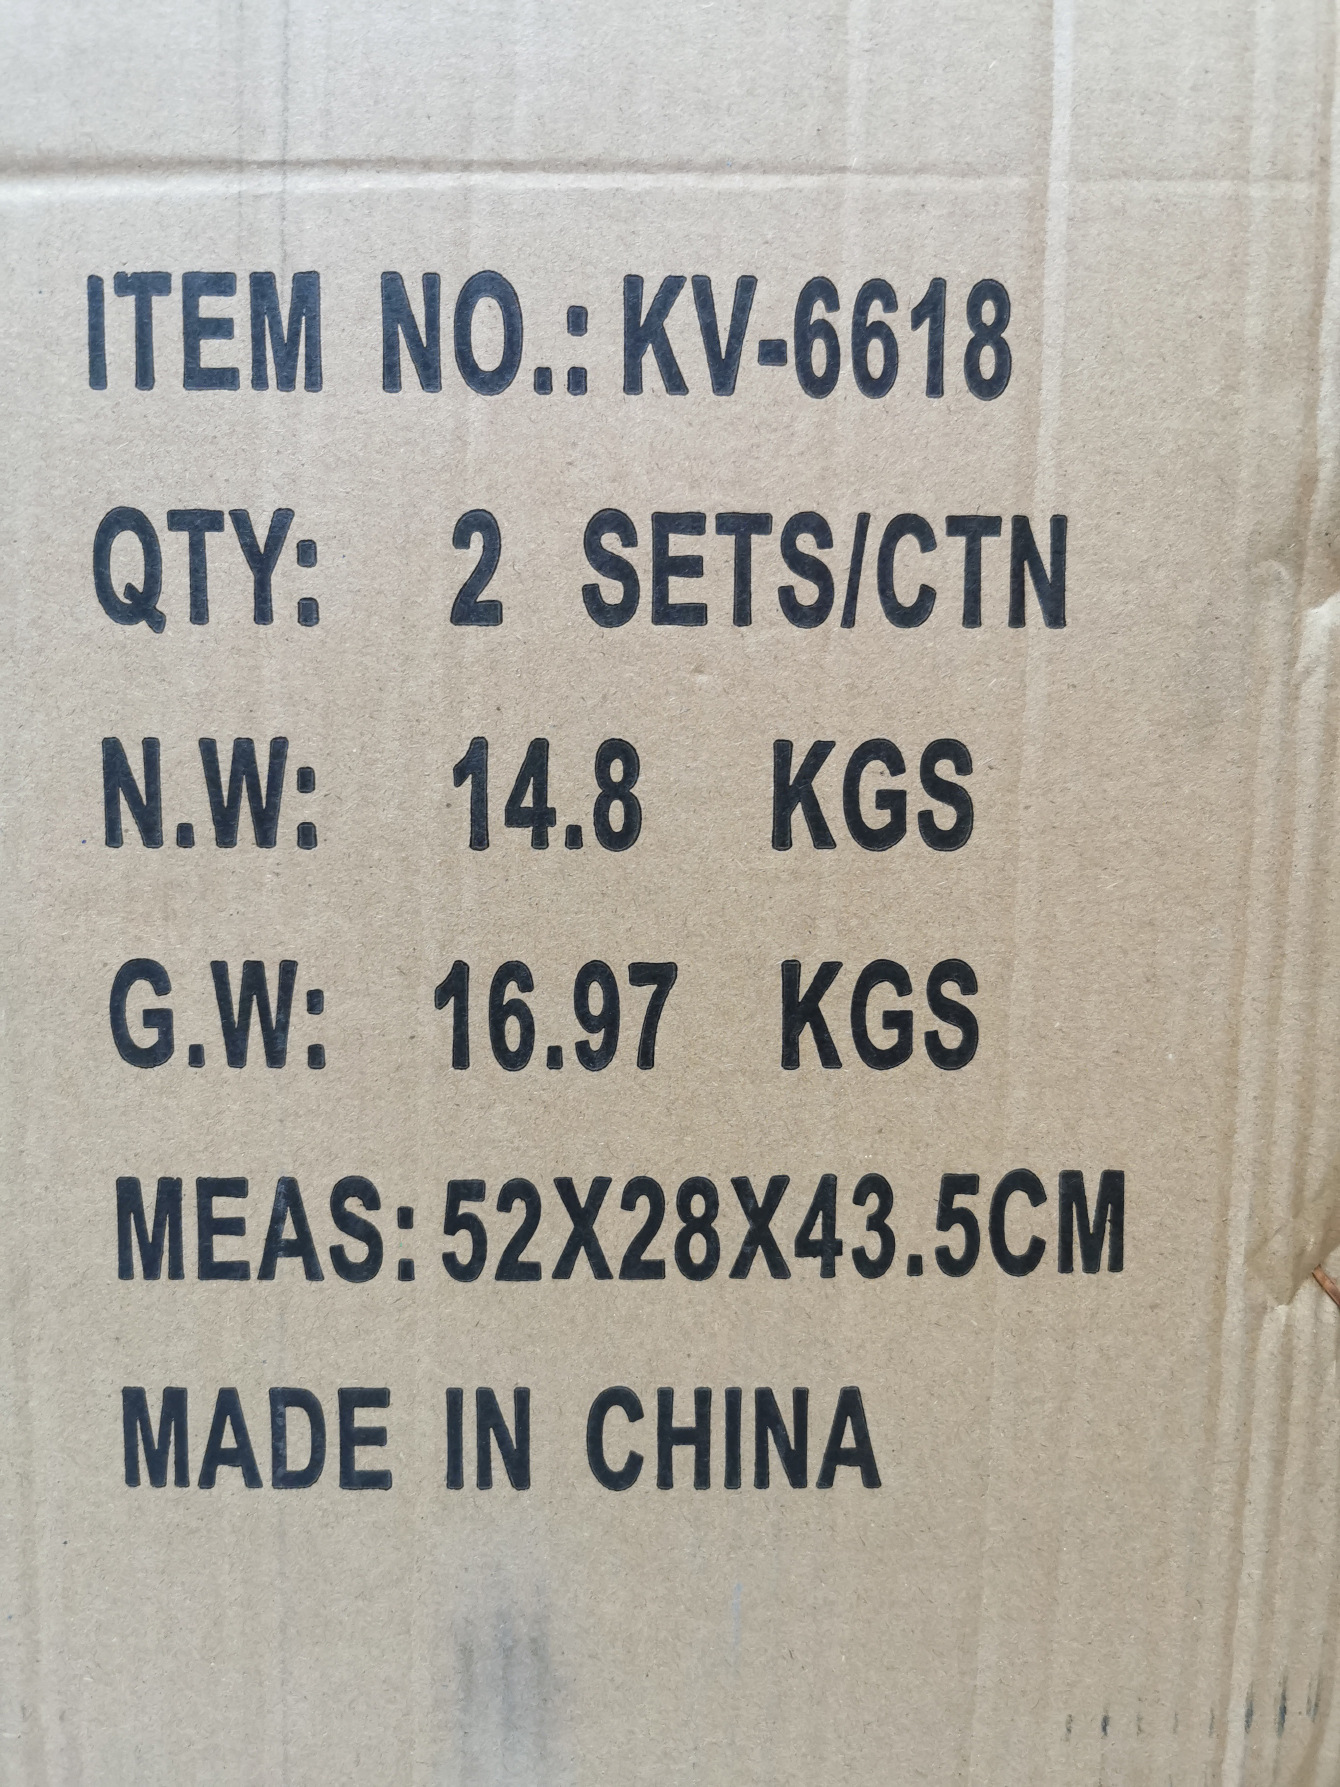 ITEM NO.: KV-6618
QTY: 2 SETS/CTN
N.W: 14.8 KGS
G.W: 16.97 KGS
MEAS: 52X28X43.5CM
MADE IN CHINA